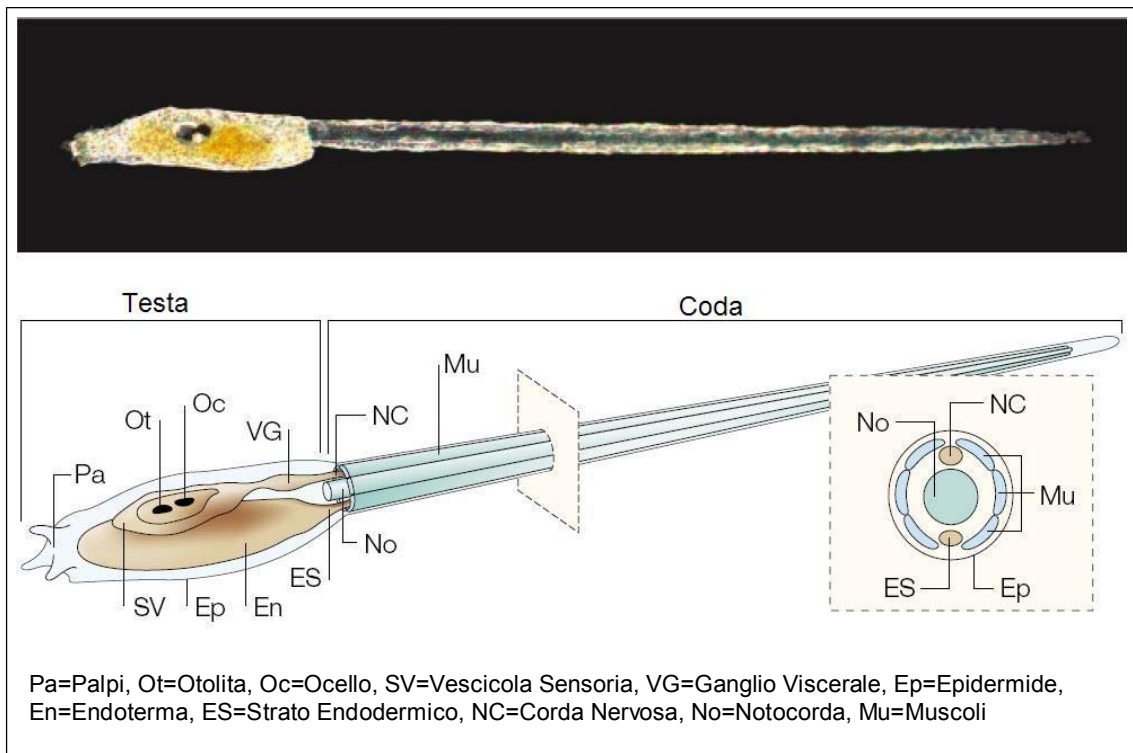 Testa
Coda
Mu
NC
Oc
Ot
VG
NC
No
Pa
Mu
No
ES
ES
Ep
SV
Ep
En
Pa=Palpi, Ot=Otolita, Oc=Ocello, SV=Vescicola Sensoria, VG=Ganglio Viscerale, Ep=Epidermide,
En=Endoterma, ES=Strato Endodermico, NC=Corda Nervosa, No=Notocorda, Mu=Muscoli